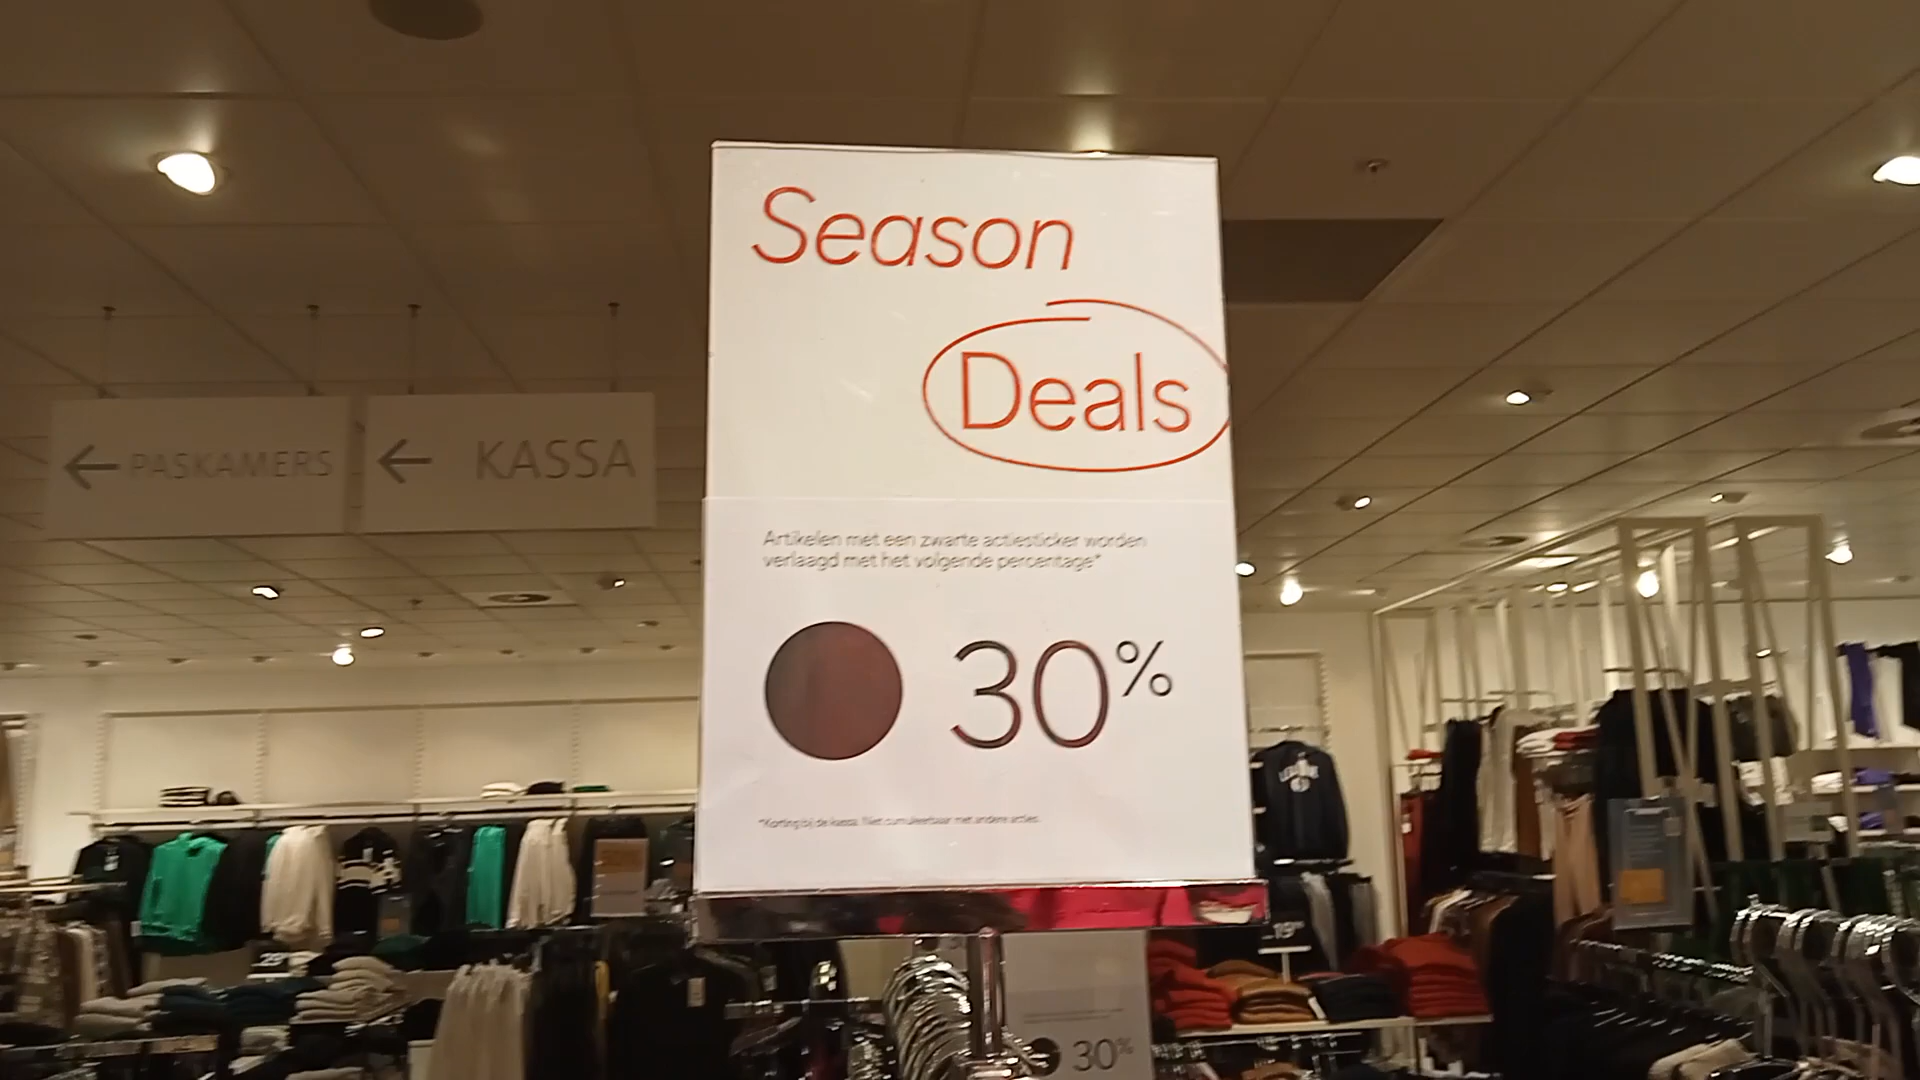 Season
Deals
Artikelen met een zwarte actiesticker worden
verlaagd met het volgende percentage*
30%
*Korting bij de kassa. Niet cumuleerbaar met andere acties.
← PASKAMERS
← KASSA
30%